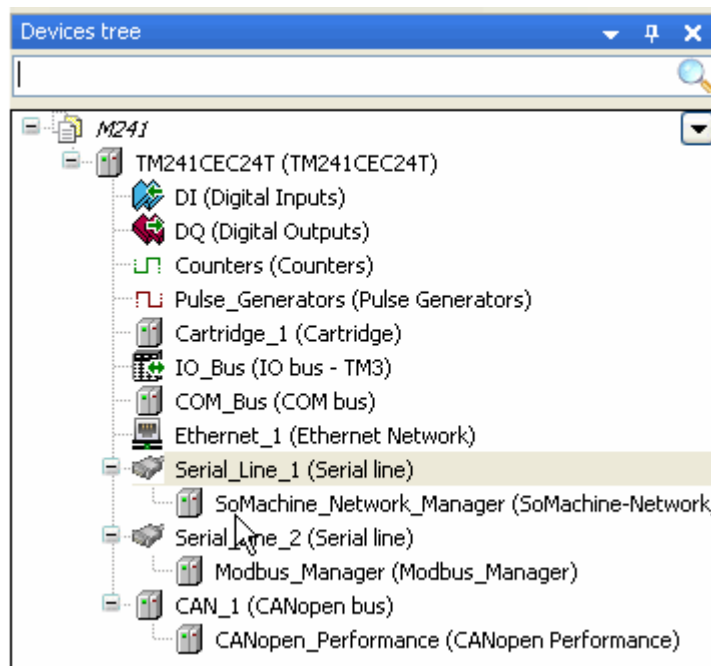 Devices tree
M241
TM241CEC24T (TM241CEC24T)
DI (Digital Inputs)
DQ (Digital Outputs)
Counters (Counters)
Pulse_Generators (Pulse Generators)
Cartridge_1 (Cartridge)
IO_Bus (IO bus - TM3)
COM_Bus (COM bus)
Ethernet_1 (Ethernet Network)
Serial_Line_1 (Serial line)
SoMachine_Network_Manager (SoMachine-Network
Serial_Line_2 (Serial line)
Modbus_Manager (Modbus_Manager)
CAN_1 (CANopen bus)
CANopen_Performance (CANopen Performance)